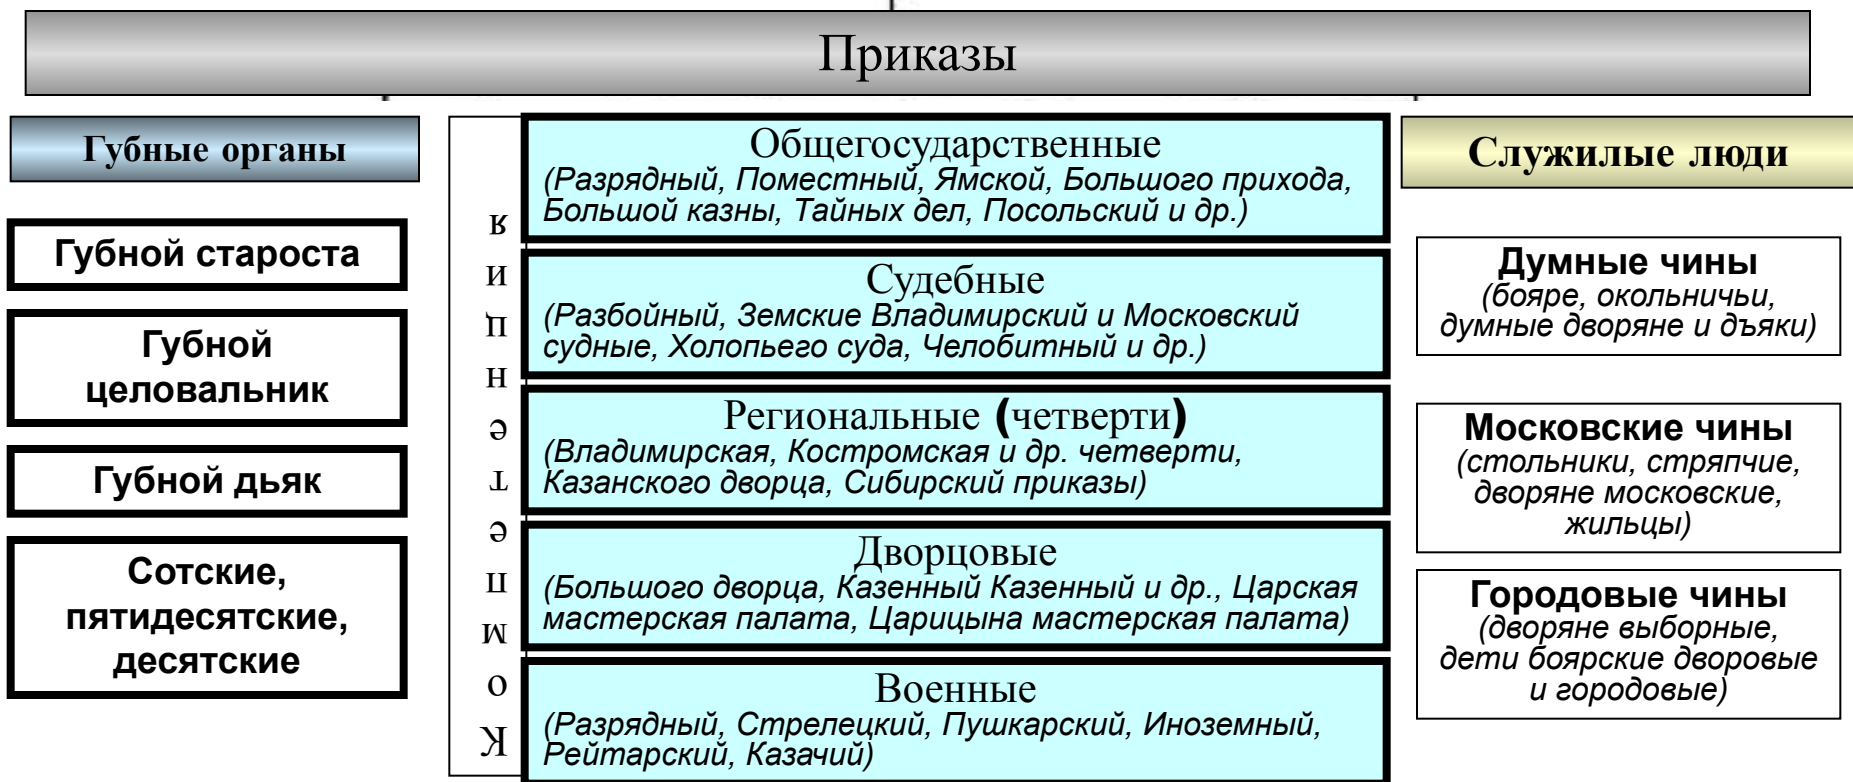 Приказы
Губные органы
Губной староста
Губной
целовальник
Губной дьяк
Сотские,
пятидесятские,
десятские
Компетенция
Общегосударственные
(Разрядный, Поместный, Ямской, Большого прихода,
Большой казны, Тайных дел, Посольский и др.)
Судебные
(Разбойный, Земские Владимирский и Московский
судные, Холопьего суда, Челобитный и др.)
Региональные (четверти)
(Владимирская, Костромская и др. четверти,
Казанского дворца, Сибирский приказы)
Дворцовые
(Большого дворца, Казенный Казенный и др., Царская
мастерская палата, Царицына мастерская палата)
Военные
(Разрядный, Стрелецкий, Пушкарский, Иноземный,
Рейтарский, Казачий)
Служилые люди
Думные чины
(бояре, окольничьи,
думные дворяне и дъяки)
Московские чины
(стольники, стряпчие,
дворяне московские,
жильцы)
Городовые чины
(дворяне выборные,
дети боярские дворовые
и городовые)